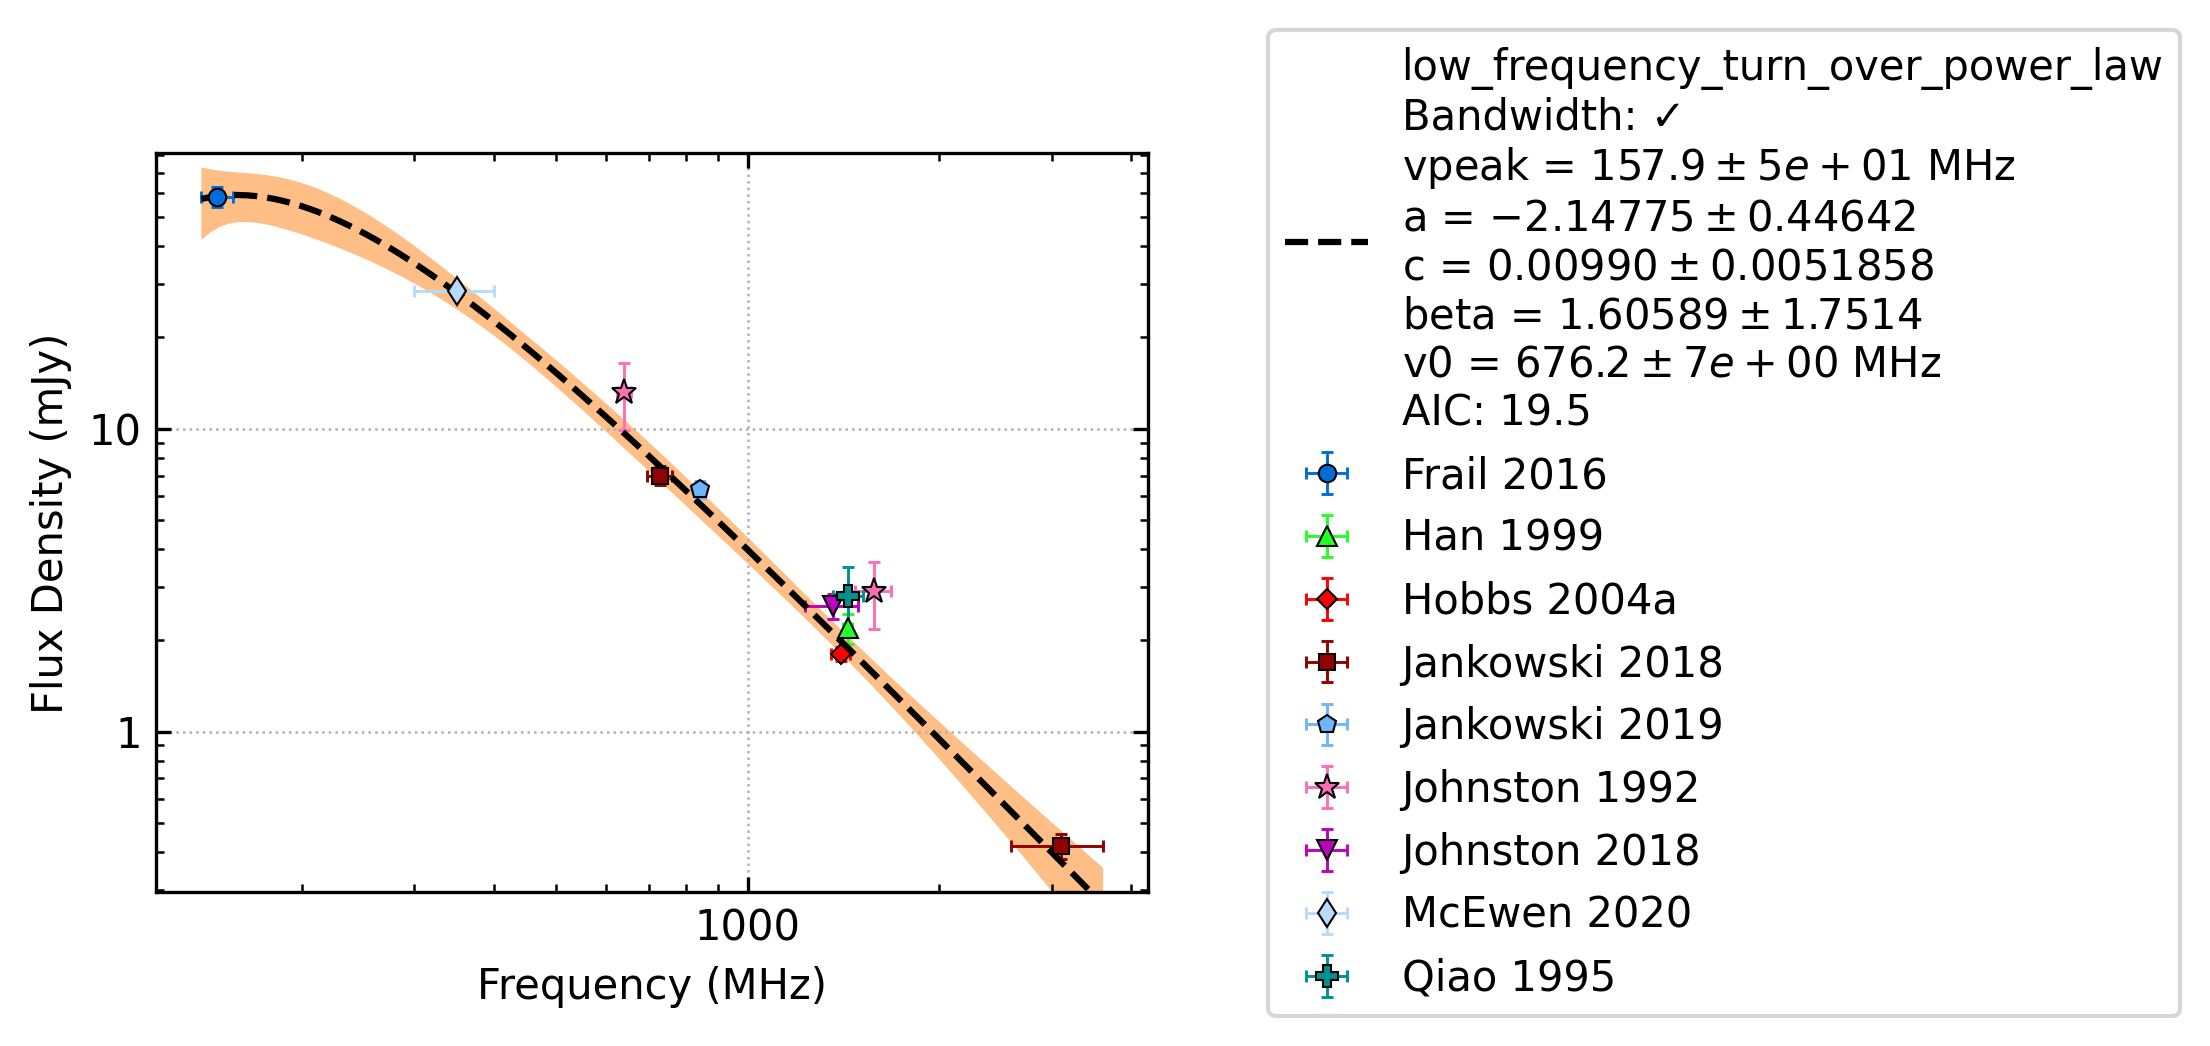 10
1
1000
Flux Density (mJy)
Frequency (MHz)
low_frequency_turn_over_power_law
Bandwidth: ✓
vpeak = 157.9 ± 5e + 01 MHz
a = −2.14775 ± 0.44642
c = 0.00990 ± 0.0051858
beta = 1.60589 ± 1.7514
v0 = 676.2 ± 7e + 00 MHz
AIC: 19.5
Frail 2016
Han 1999
Hobbs 2004a
Jankowski 2018
Jankowski 2019
Johnston 1992
Johnston 2018
McEwen 2020
Qiao 1995